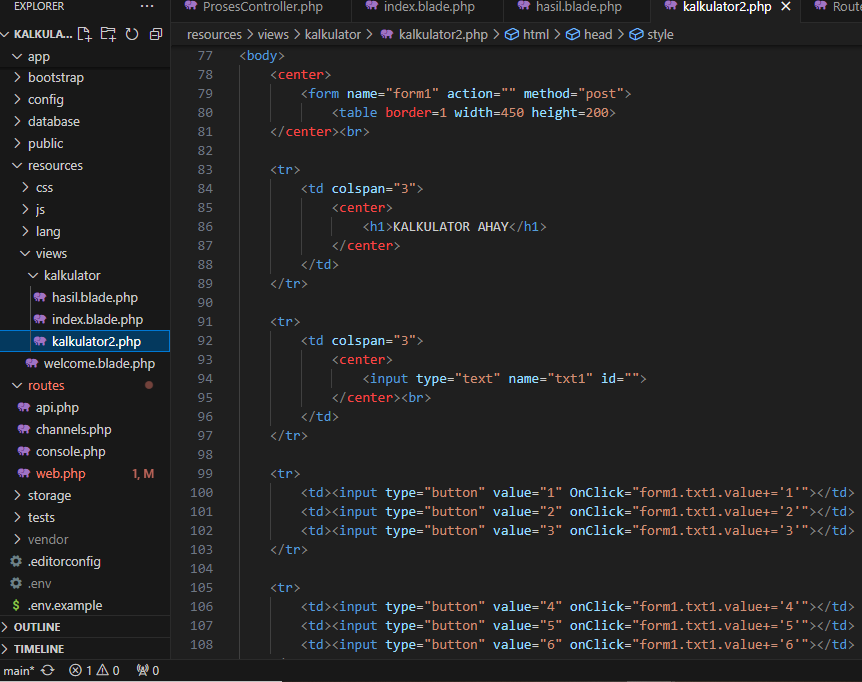 EXPLORER ···
KALKULA...
app
bootstrap
config
database
public
resources
css
js
lang
views
kalkulator
hasil.blade.php
index.blade.php
kalkulator2.php
welcome.blade.php
routes
api.php
channels.php
console.php
web.php 1, M
storage
tests
vendor
.editorconfig
.env
$ .env.example
OUTLINE
TIMELINE
ProsesController.php index.blade.php hasil.blade.php kalkulator2.php Route
resources > views > kalkulator > kalkulator2.php > html > head > style
77 <body>
78 <center>
79 <form name="form1" action="" method="post">
80 <table border=1 width=450 height=200>
81 </center><br>
82
83 <tr>
84 <td colspan="3">
85 <center>
86 <h1>KALKULATOR AHAY</h1>
87 </center>
88 </td>
89 </tr>
90
91 <tr>
92 <td colspan="3">
93 <center>
94 <input type="text" name="txt1" id="">
95 </center><br>
96 </td>
97 </tr>
98
99 <tr>
100 <td><input type="button" value="1" OnClick="form1.txt1.value+='1'"></td>
101 <td><input type="button" value="2" onClick="form1.txt1.value+='2'"></td>
102 <td><input type="button" value="3" onClick="form1.txt1.value+='3'"></td>
103 </tr>
104
105 <tr>
106 <td><input type="button" value="4" onClick="form1.txt1.value+='4'"></td>
107 <td><input type="button" value="5" onClick="form1.txt1.value+='5'"></td>
108 <td><input type="button" value="6" onClick="form1.txt1.value+='6'"></td>
main* 1 0 0